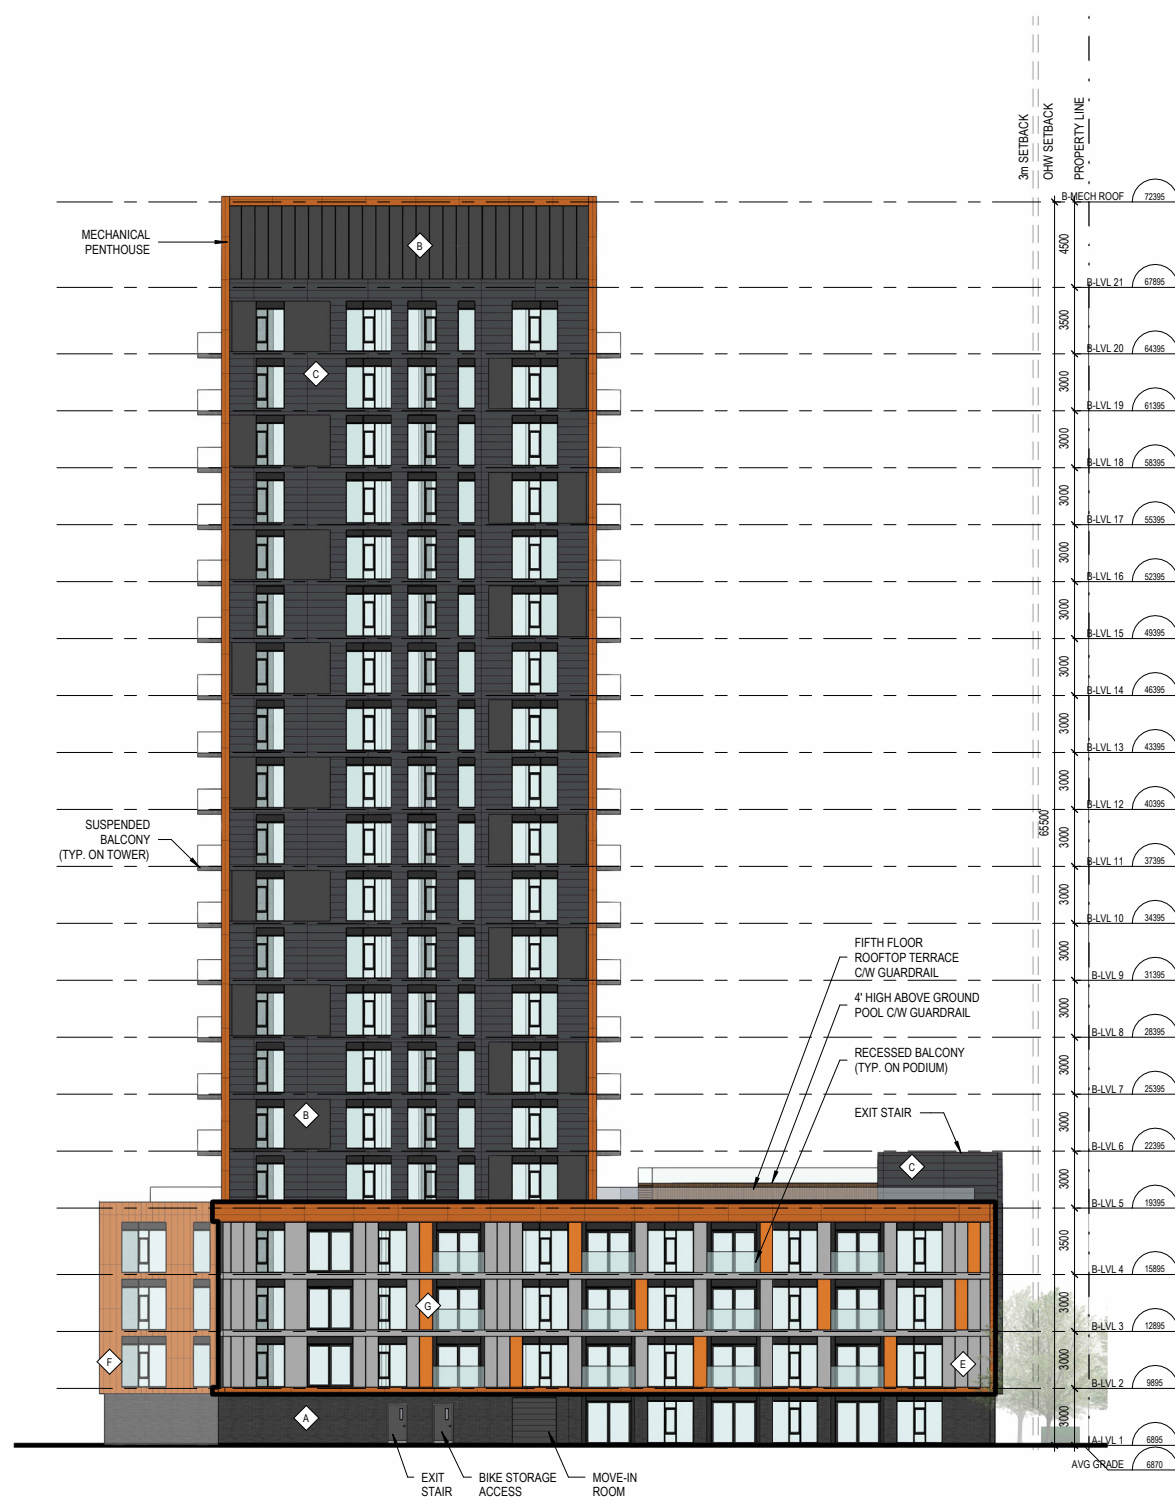 3m SETBACK
OHW SETBACK
PROPERTY LINE
B-MECH ROOF 72395
MECHANICAL
PENTHOUSE
B
4500
B-LVL 21 67895
3500
B-LVL 20 64395
C
3000
B-LVL 19 61395
3000
B-LVL 18 58395
3000
B-LVL 17 55395
3000
B-LVL 16 52395
3000
B-LVL 15 49395
3000
B-LVL 14 46395
3000
B-LVL 13 43395
3000
B-LVL 12 40395
65500
SUSPENDED
BALCONY
(TYP. ON TOWER)
3000
B-LVL 11 37395
3000
B-LVL 10 34395
3000
FIFTH FLOOR
ROOFTOP TERRACE
C/W GUARDRAIL
B-LVL 9 31395
4' HIGH ABOVE GROUND
POOL C/W GUARDRAIL
3000
B-LVL 8 28395
RECESSED BALCONY
(TYP. ON PODIUM)
3000
B-LVL 7 25395
B
EXIT STAIR
3000
B-LVL 6 22395
C
3000
B-LVL 5 19395
3500
B-LVL 4 15895
G
3000
B-LVL 3 12895
F
E
3000
B-LVL 2 9895
A
3000
A-LVL 1 6895
AVG GRADE 6870
EXIT
STAIR
BIKE STORAGE
ACCESS
MOVE-IN
ROOM